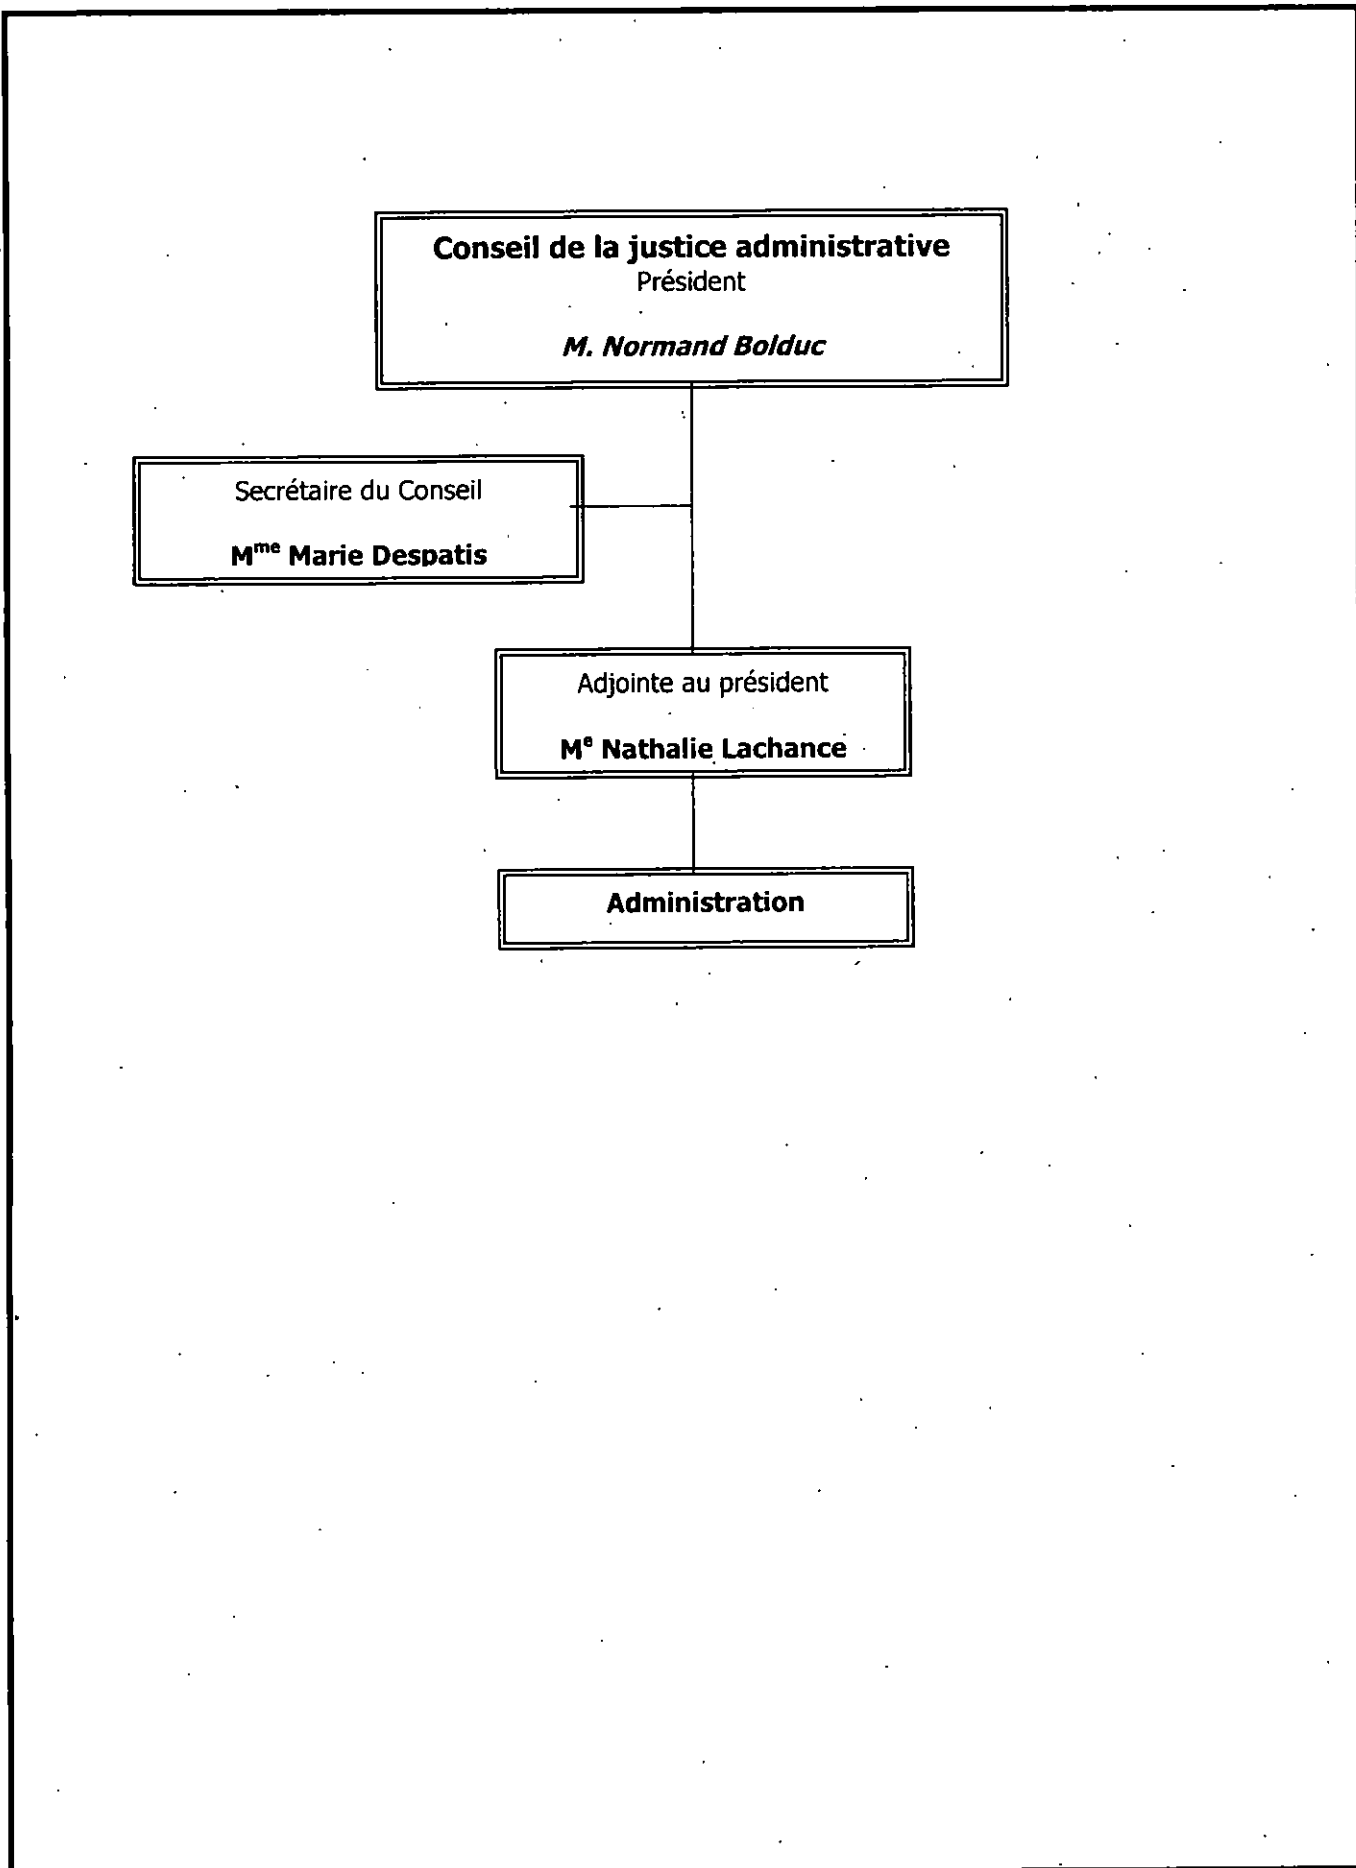 Conseil de la justice administrative
Président
M. Normand Bolduc
Secrétaire du Conseil
Mme Marie Despatis
Adjointe au président
Me Nathalie Lachance
Administration